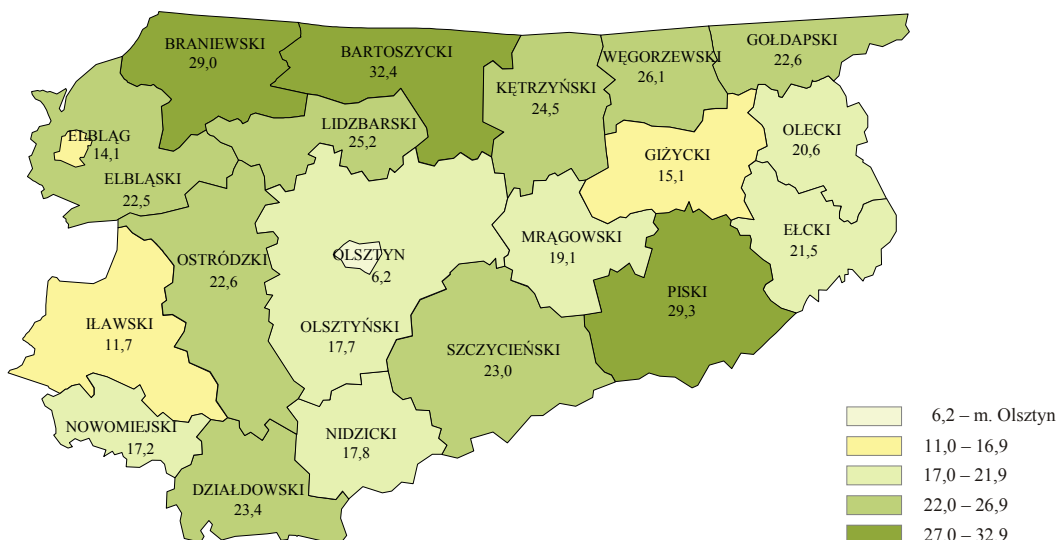 BRANIEWSKI
29,0
BARTOSZYCKI
32,4
KĘTRZYŃSKI
24,5
WĘGORZEWSKI
26,1
GOŁDAPSKI
22,6
ELBLĄG
14,1
LIDZBARSKI
25,2
GIŻYCKI
15,1
OLECKI
20,6
ELBLĄSKI
22,5
OSTRÓDZKI
22,6
OLSZTYN
6,2
MRĄGOWSKI
19,1
EŁCKI
21,5
IŁAWSKI
11,7
OLSZTYŃSKI
17,7
SZCZYCIEŃSKI
23,0
PISKI
29,3
NOWOMIEJSKI
17,2
NIDZICKI
17,8
DZIAŁDOWSKI
23,4
6,2 – m. Olsztyn
11,0 – 16,9
17,0 – 21,9
22,0 – 26,9
27,0 – 32,9